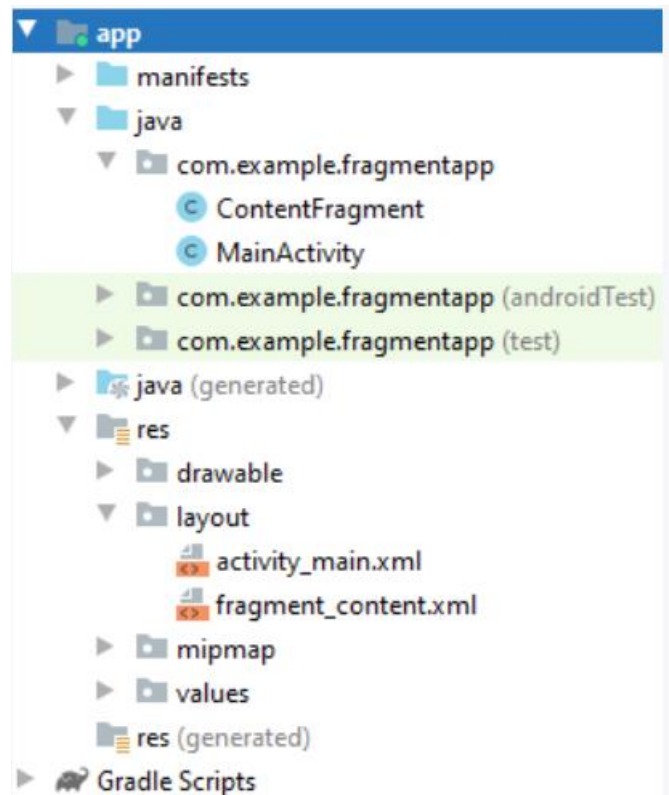 app
manifests
java
com.example.fragmentapp
C ContentFragment
C MainActivity
com.example.fragmentapp (androidTest)
com.example.fragmentapp (test)
java (generated)
res
drawable
layout
activity_main.xml
fragment_content.xml
mipmap
values
res (generated)
Gradle Scripts